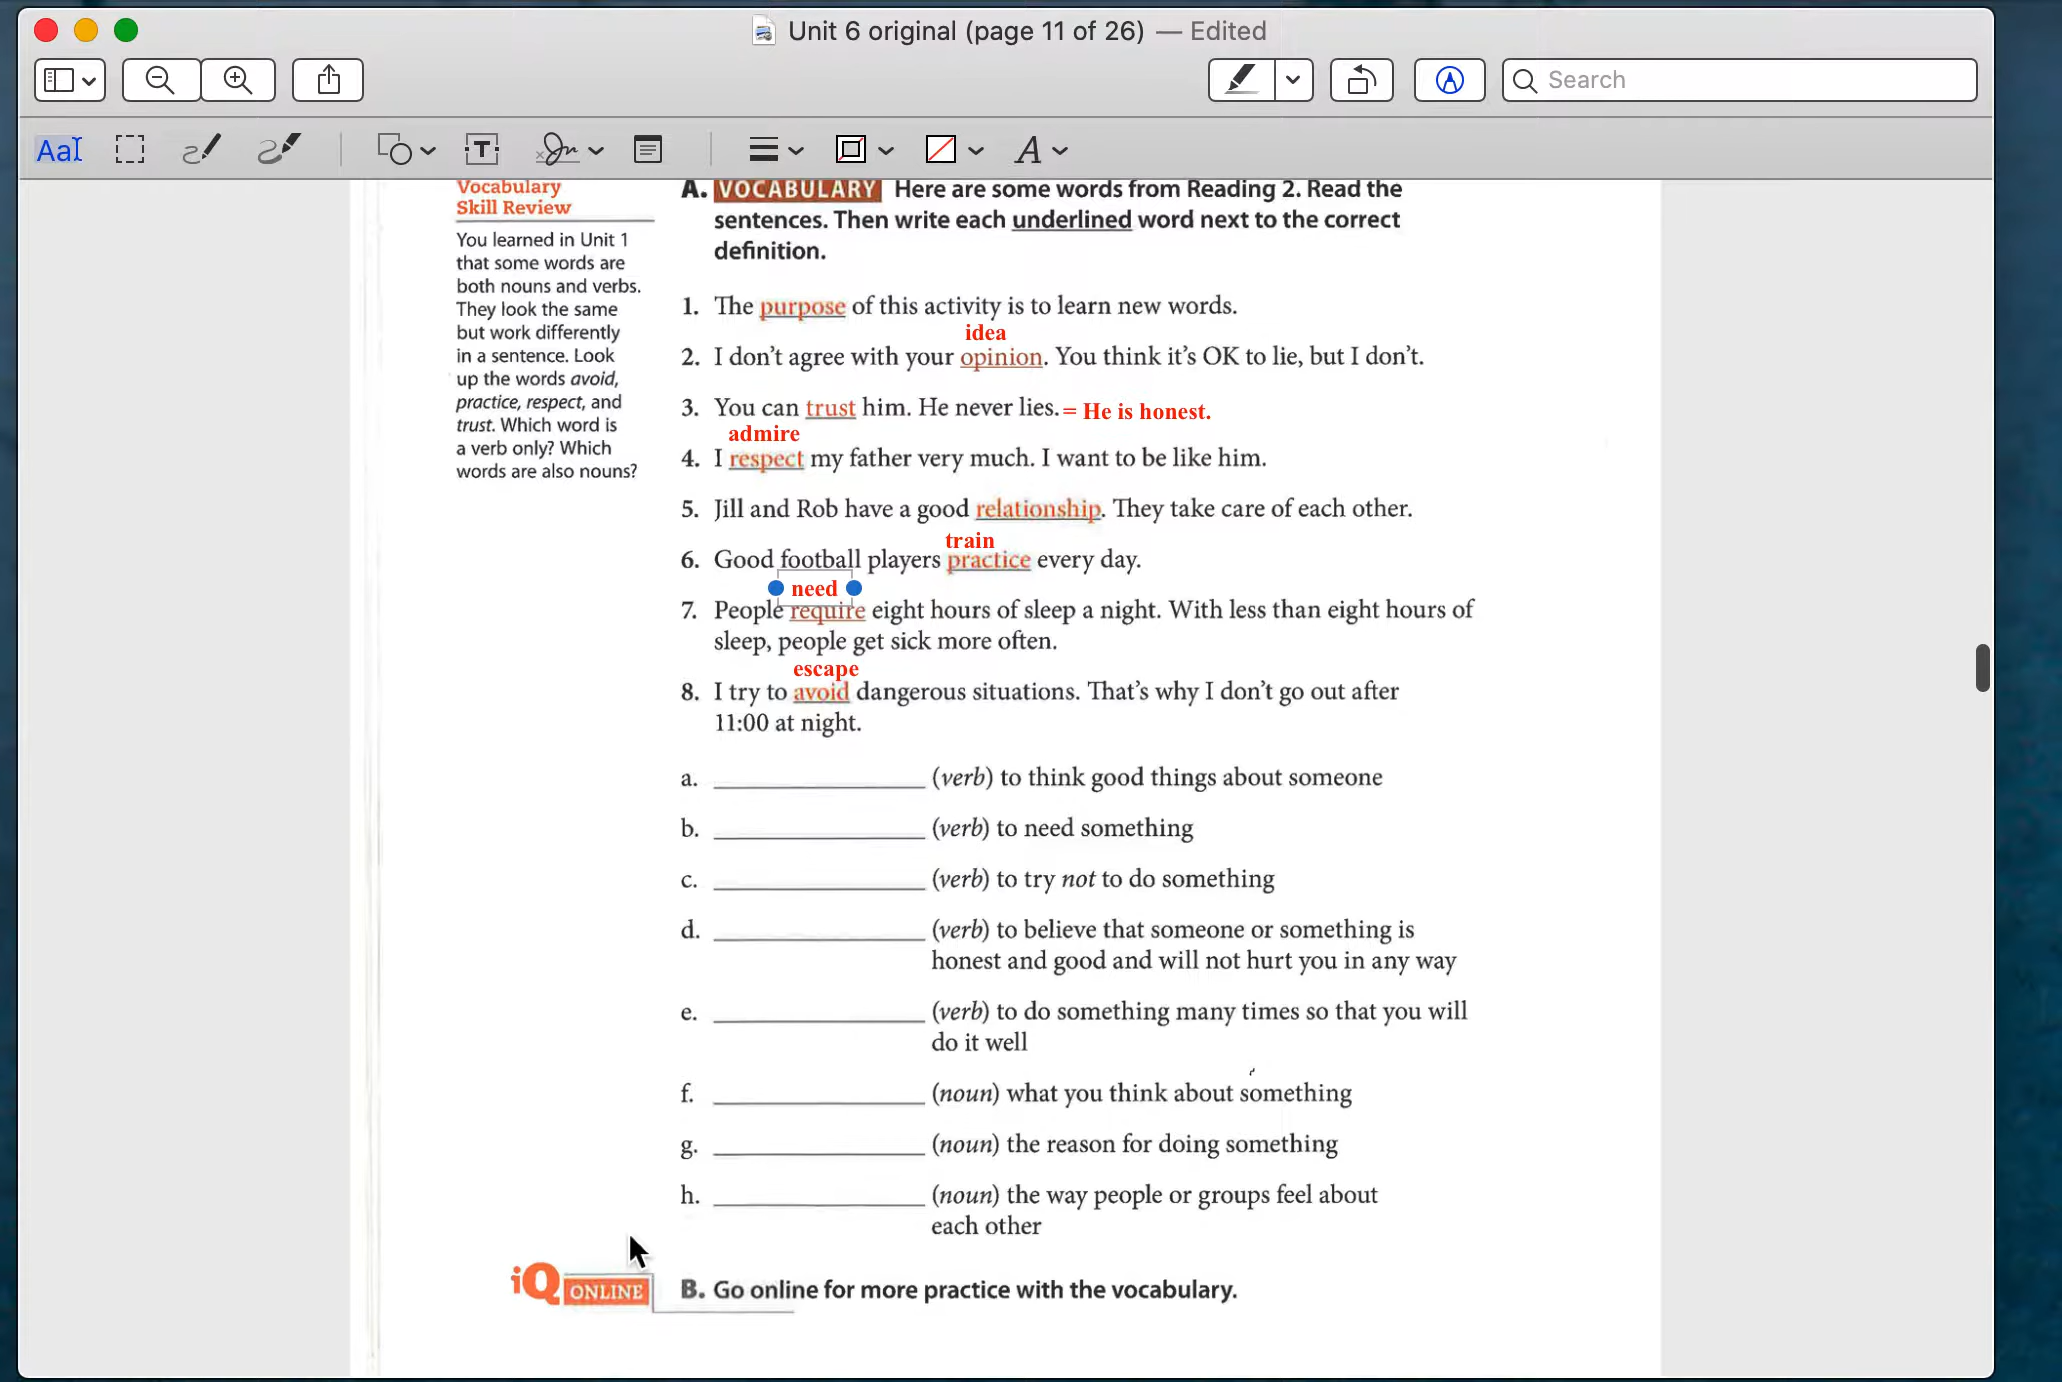 Unit 6 original (page 11 of 26) — Edited
Search
AaI
T
A
Vocabulary
Skill Review
You learned in Unit 1
that some words are
both nouns and verbs.
They look the same
but work differently
in a sentence. Look
up the words avoid,
practice, respect, and
trust. Which word is
a verb only? Which
words are also nouns?
A. VOCABULARY Here are some words from Reading 2. Read the
sentences. Then write each underlined word next to the correct
definition.
1. The purpose of this activity is to learn new words.
idea
2. I don't agree with your opinion. You think it's OK to lie, but I don't.
3. You can trust him. He never lies. = He is honest.
admire
4. I respect my father very much. I want to be like him.
5. Jill and Rob have a good relationship. They take care of each other.
train
6. Good football players practice every day.
need
7. People require eight hours of sleep a night. With less than eight hours of
sleep, people get sick more often.
escape
8. I try to avoid dangerous situations. That's why I don't go out after
11:00 at night.
a. ____________ (verb) to think good things about someone
b. ____________ (verb) to need something
c. ____________ (verb) to try not to do something
d. ____________ (verb) to believe that someone or something is
honest and good and will not hurt you in any way
e. ____________ (verb) to do something many times so that you will
do it well
f. ____________ (noun) what you think about something
g. ____________ (noun) the reason for doing something
h. ____________ (noun) the way people or groups feel about
each other
iQ ONLINE
B. Go online for more practice with the vocabulary.